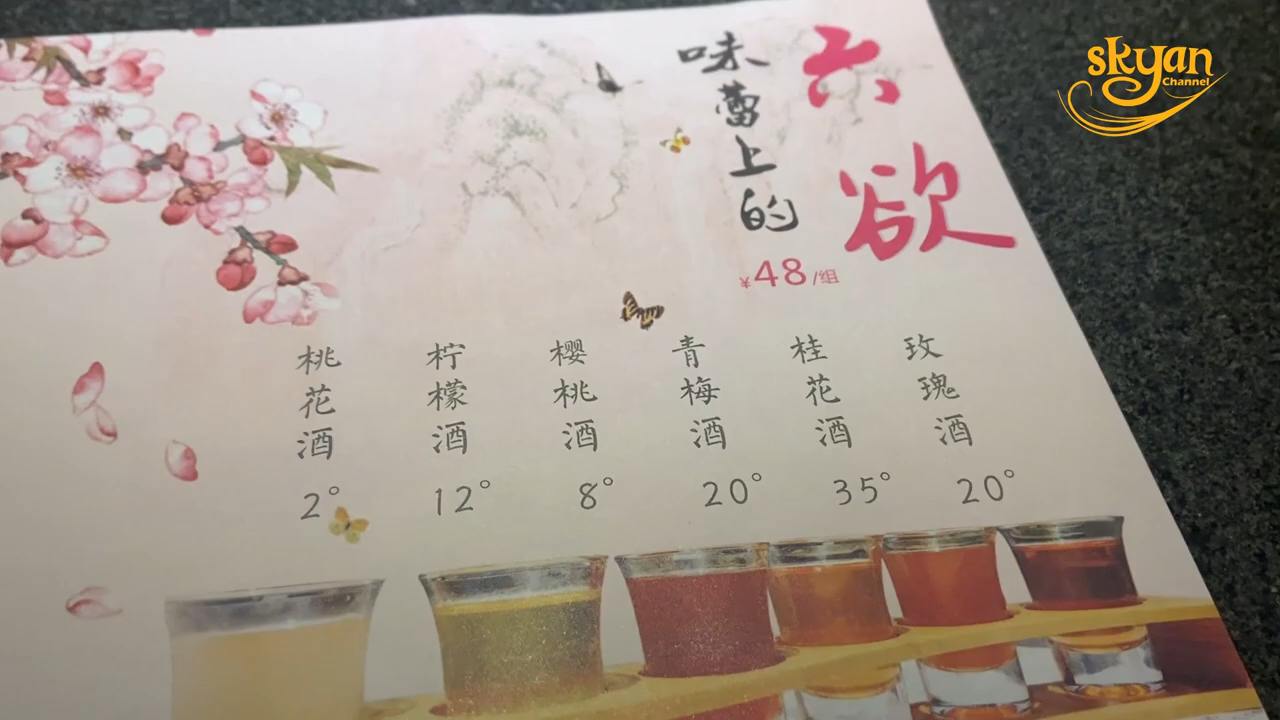 六欲
味蕾上的
¥48/组
桃花酒
2°
柠檬酒
12°
樱桃酒
8°
青梅酒
20°
桂花酒
35°
玫瑰酒
20°
skyan
Channel